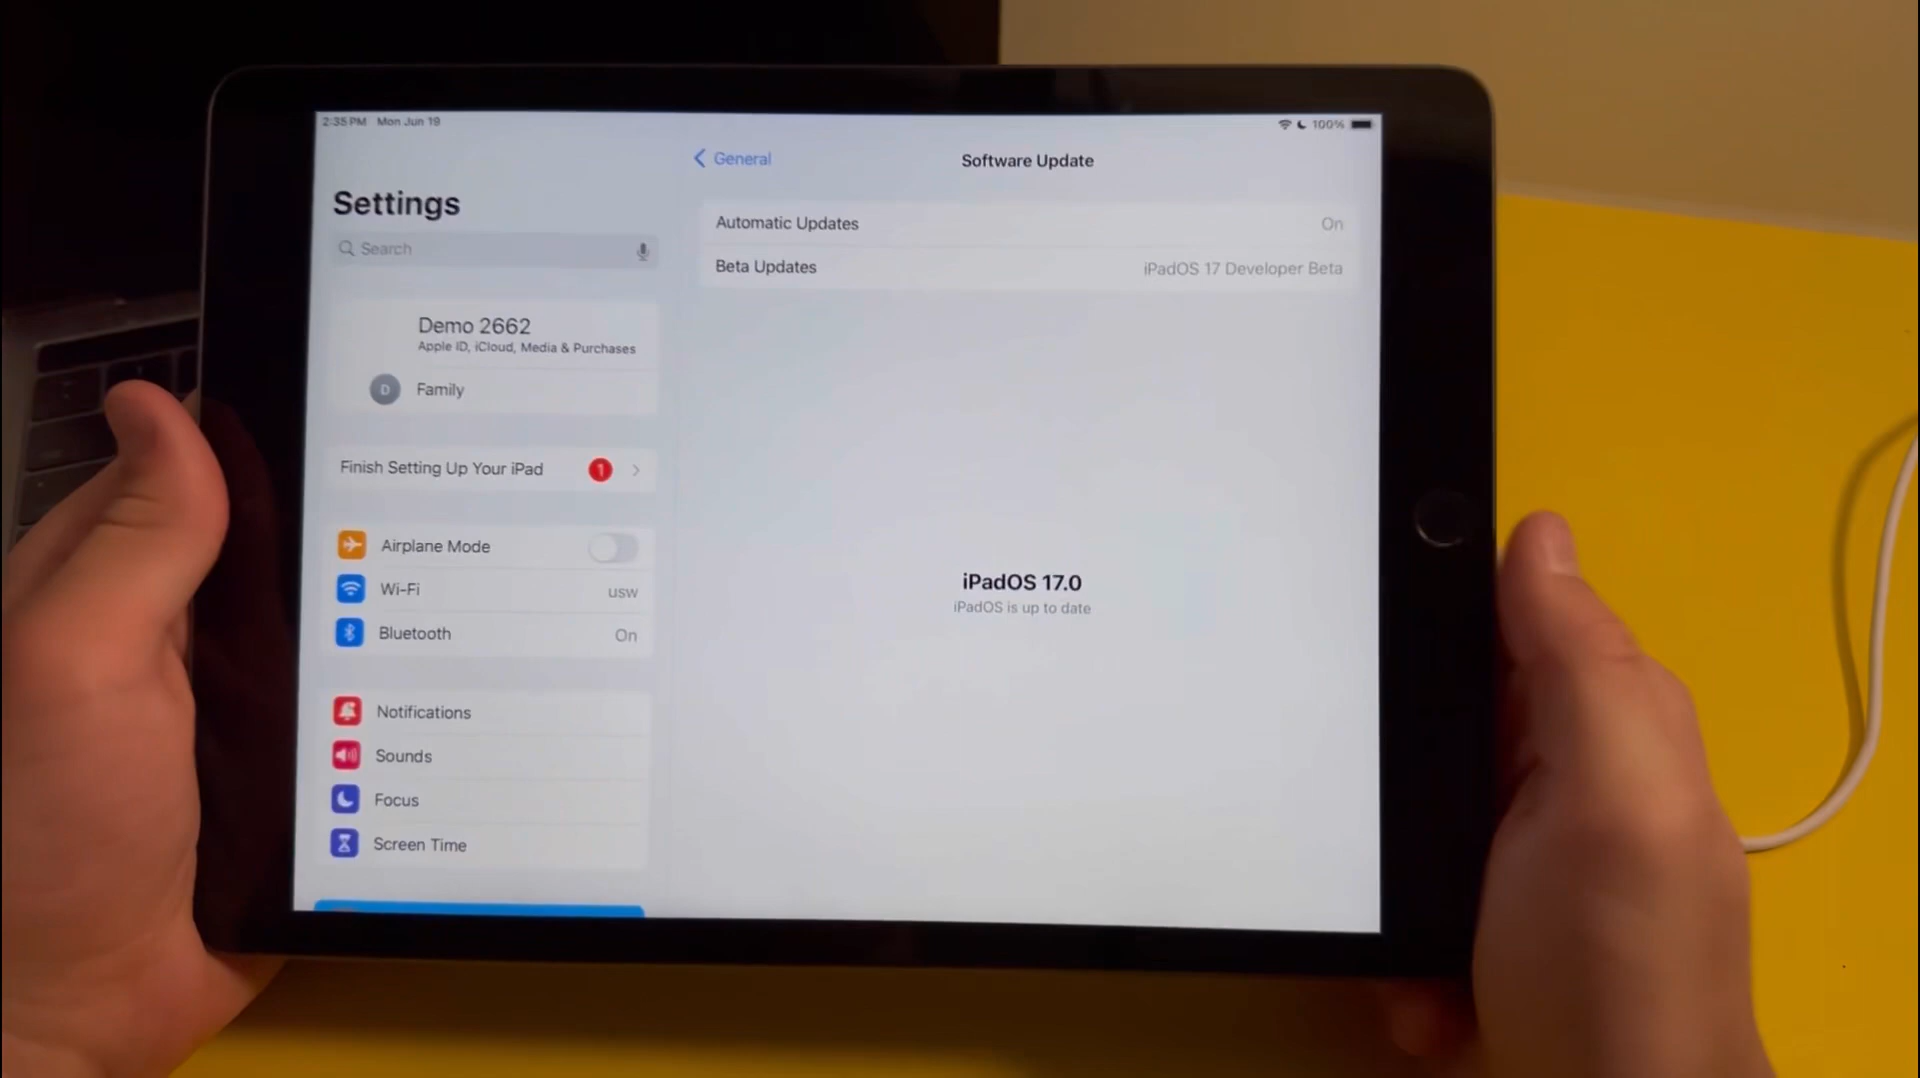 2:35 PM Mon Jun 19
100%
Settings
Search
Demo 2662
Apple ID, iCloud, Media & Purchases
D Family
Finish Setting Up Your iPad 1
Airplane Mode
Wi-Fi usw
Bluetooth On
Notifications
Sounds
Focus
Screen Time
General
Software Update
Automatic Updates On
Beta Updates iPadOS 17 Developer Beta
iPadOS 17.0
iPadOS is up to date